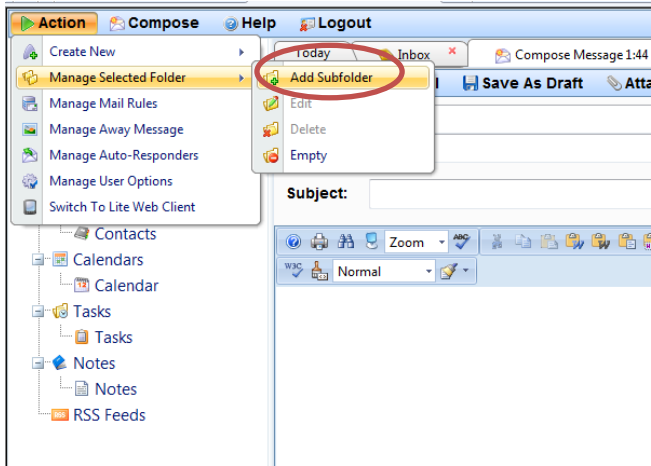 Action Compose Help Logout
Create New
Manage Selected Folder
Manage Mail Rules
Manage Away Message
Manage Auto-Responders
Manage User Options
Switch To Lite Web Client
Add Subfolder
Edit
Delete
Empty
Today Inbox Compose Message 1:44
Save As Draft
Subject:
Zoom ABC
W3C Normal
Contacts
Calendars
Calendar
Tasks
Tasks
Notes
Notes
RSS Feeds